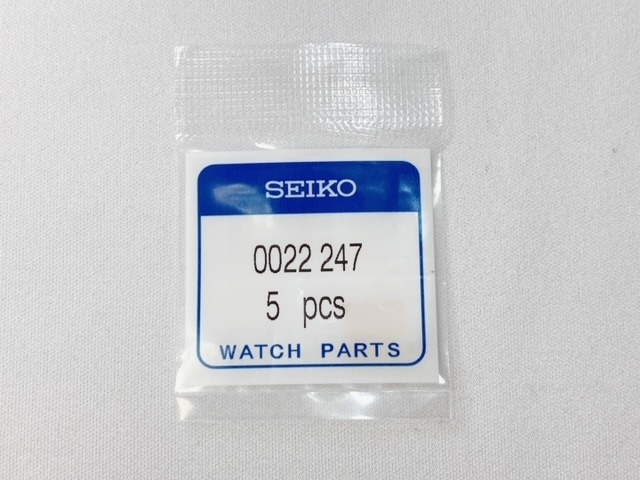 SEIKO
0022 247
5 pcs
WATCH PARTS